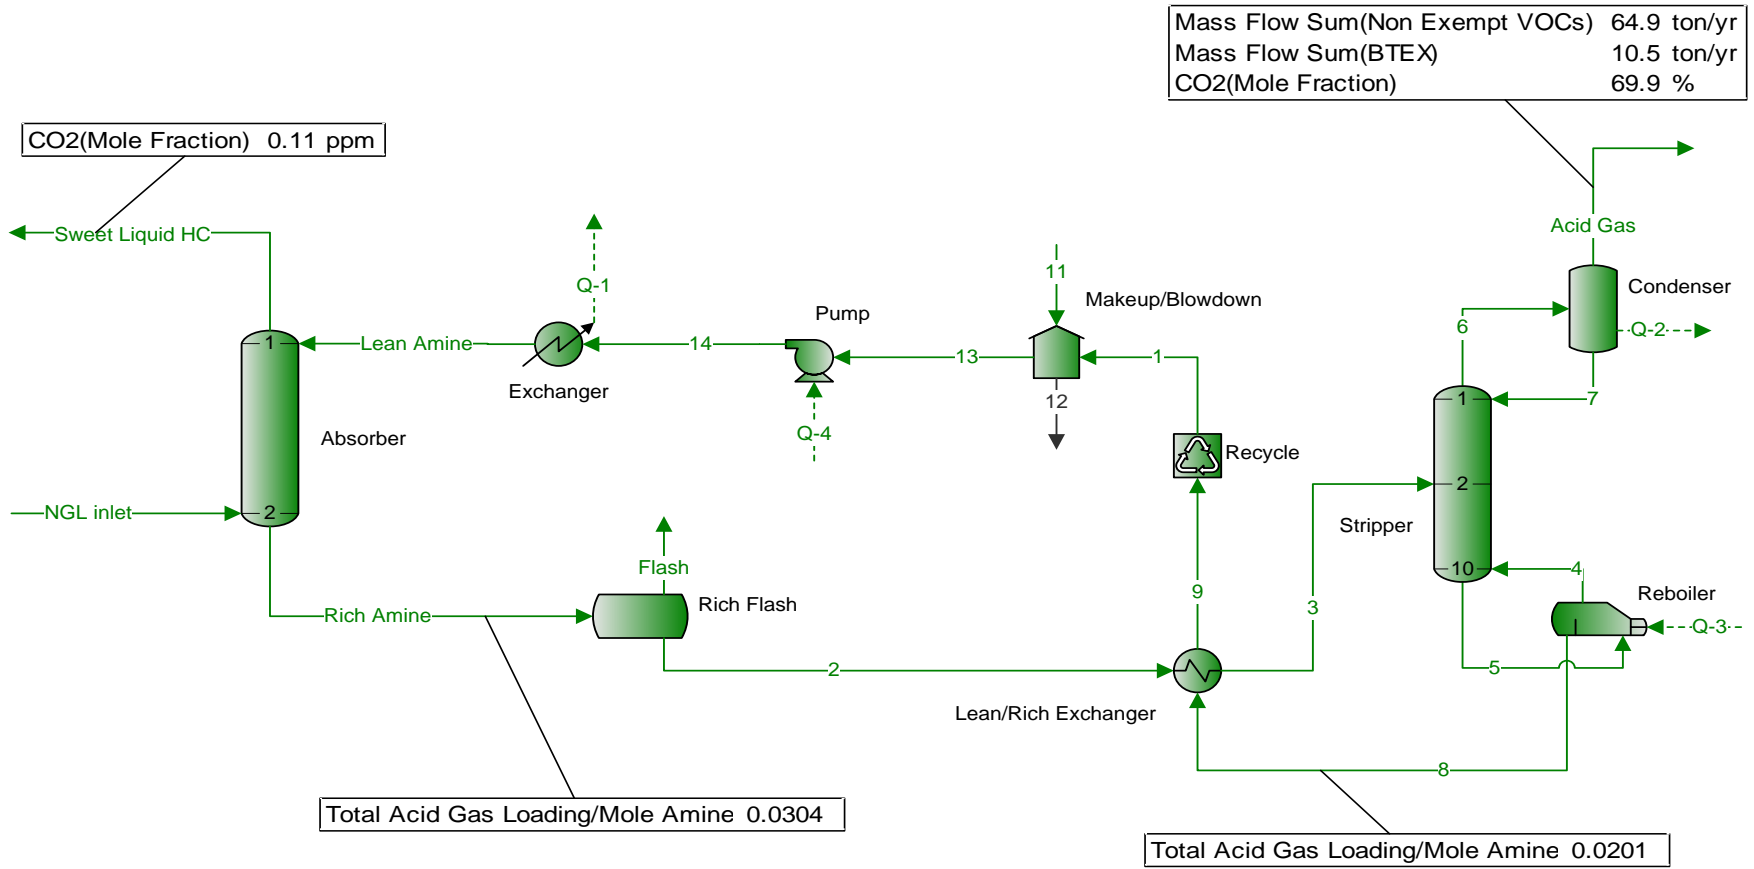 Mass Flow Sum(Non Exempt VOCs) 64.9 ton/yr
Mass Flow Sum(BTEX) 10.5 ton/yr
CO2(Mole Fraction) 69.9 %
CO2(Mole Fraction) 0.11 ppm
Sweet Liquid HC
Acid Gas
Q-1
11
Makeup/Blowdown
Condenser
Pump
6
Q-2
1
Lean Amine
14
13
1
Exchanger
12
1
7
Q-4
Absorber
Recycle
2
NGL inlet
2
Stripper
Flash
10
4
Rich Flash
9
3
Reboiler
Rich Amine
Q-3
2
5
Lean/Rich Exchanger
8
Total Acid Gas Loading/Mole Amine 0.0304
Total Acid Gas Loading/Mole Amine 0.0201